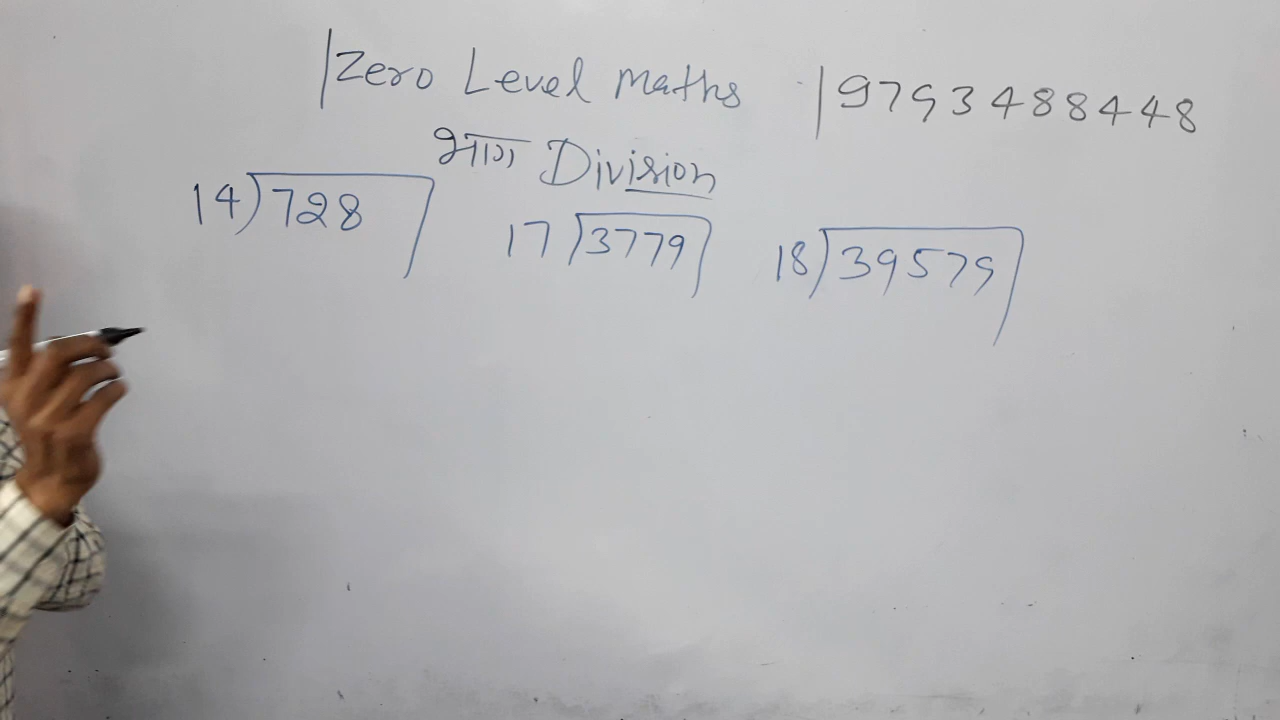 Zero Level maths
9793488448
भाग Division
14)728
17)3779
18)39579